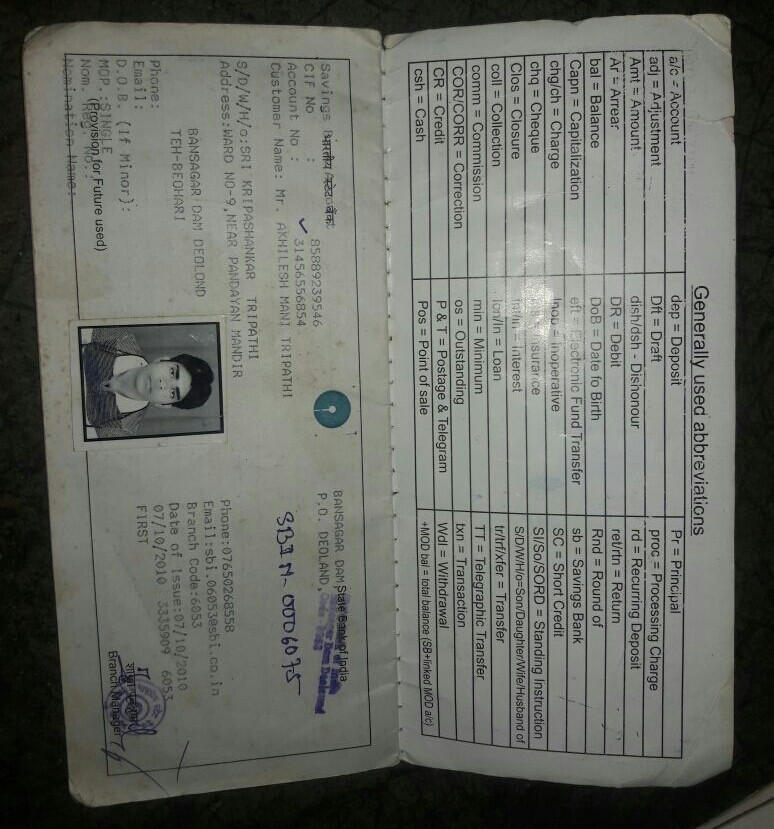 Generally used abbreviations
a/c = Account dep = Deposit Pr = Principal
adj = Adjustment Dft = Draft proc = Processing Charge
Amt = Amount dish/dsh - Dishonour rd = Recurring Deposit
Ar = Arrear DR = Debit ret/rtn = Return
bal = Balance DoB = Date fo Birth Rnd = Round of
Capn = Capitalization eft = Electronic Fund Transfer sb = Savings Bank
chg/ch = Charge Inop = Inoperative SC = Short Credit
chq = Cheque Insurance SI/So/SORD = Standing Instruction
Clos = Closure Int/in = Interest S/D/W/H/o=Son/Daughter/Wife/Husband of
coll = Collection lon/ln = Loan tr/trf/xfer = Transfer
comm = Commission min = Minimum TT = Telegraphic Transfer
COR/CORR = Correction os = Outstanding txn = Transaction
CR = Credit P & T = Postage & Telegram Wdl = Withdrawal
csh = Cash Pos = Point of sale +MOD bal = total balance (SB+linked MOD a/c)
भारतीय स्टेट बैंक
State Bank of India
Savings
BANSAGAR DAM
CIF No : 85889239546
P.O. DEOLAND,
Account No. : 31456556854
Customer Name: Mr. AKHILESH MANI TRIPATHI
SBIN-0006075
S/D/W/H/o:SRI KRIPASHANKAR TRIPATHI
Address:WARD NO-9,NEAR PANDAYAN MANDIR
BANSAGAR DAM DEOLOND
TEH-BEOHARI
Phone:
Phone:07650268558
Email:
Email:sbi.06053@sbi.co.in
D.O.B. (If Minor):
Branch Code:6053
MOP.:SINGLE
Date of Issue:07/10/2010
Nom. Reg. No.:
07/10/2010 3335909 6053
(Provision for Future used)
FIRST
Nomination Name:
शाखा
Branch Manager